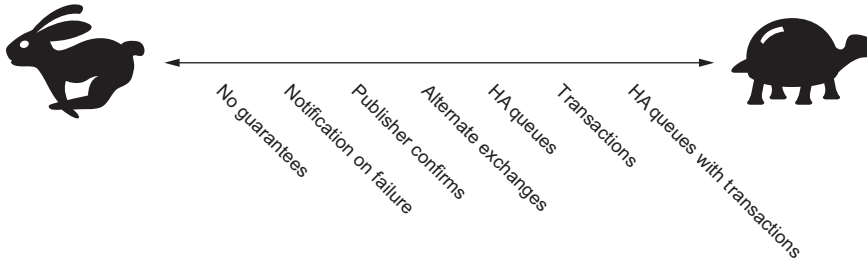 No guarantees
Notification on failure
Publisher confirms
Alternate exchanges
HA queues
Transactions
HA queues with transactions